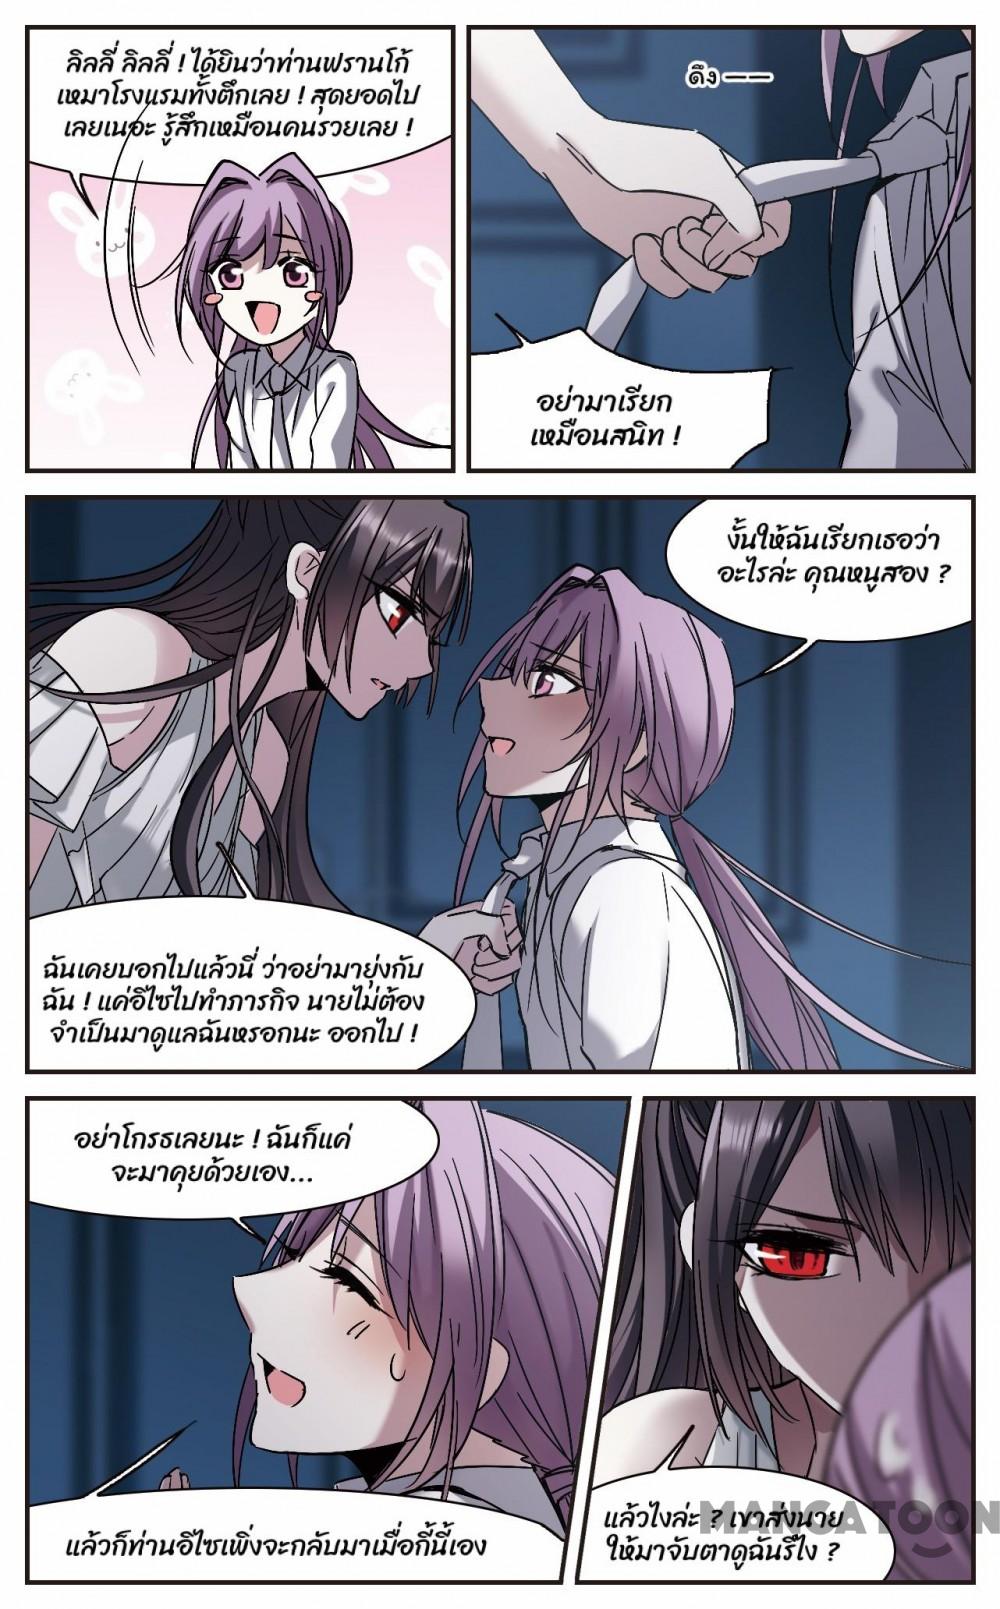 ลิลลี่ ลิลลี่ ! ได้ยินว่าท่านฟรานโก้
เหมาโรงแรมทั้งตึกเลย ! สุดยอดไป
เลยเนอะ รู้สึกเหมือนคนรวยเลย !
ดึง ——
อย่ามาเรียก
เหมือนสนิท !
งั้นให้ฉันเรียกเธอว่า
อะไรล่ะ คุณหนูสอง ?
ฉันเคยบอกไปแล้วนี่ ว่าอย่ามายุ่งกับ
ฉัน ! แค่อีไซไปทำภารกิจ นายไม่ต้อง
จำเป็นมาดูแลฉันหรอกนะ ออกไป !
อย่าโกรธเลยนะ ! ฉันก็แค่
จะมาคุยด้วยเอง...
แล้วก็ท่านอีไซเพิ่งจะกลับมาเมื่อกี้นี้เอง
แล้วไงล่ะ ? เขาส่งนาย
ให้มาจับตาดูฉันรึไง ?
MANGATOON